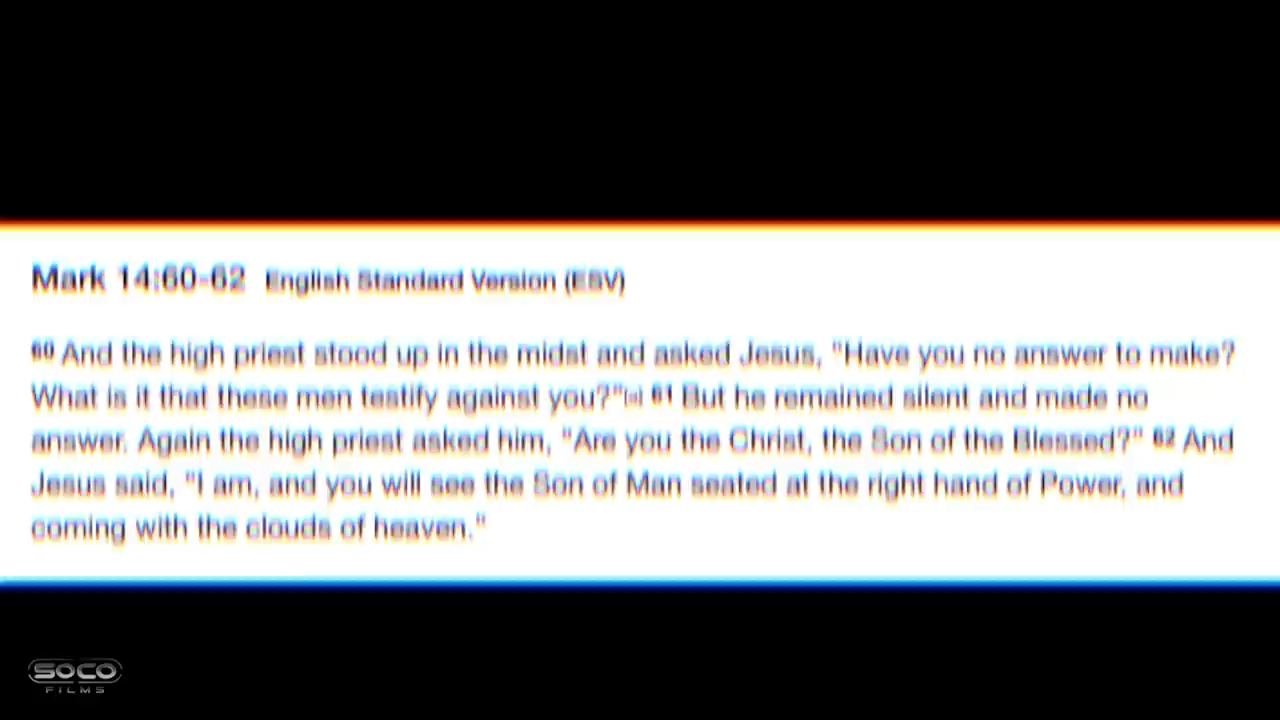 Mark 14:60-62 English Standard Version (ESV)
60 And the high priest stood up in the midst and asked Jesus, "Have you no answer to make?
What is it that these men testify against you?"[a] 61 But he remained silent and made no
answer. Again the high priest asked him, "Are you the Christ, the Son of the Blessed?" 62 And
Jesus said, "I am, and you will see the Son of Man seated at the right hand of Power, and
coming with the clouds of heaven."
SOCO
FILMS